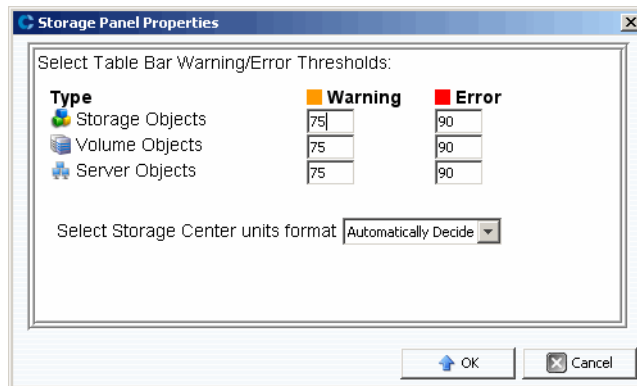 Storage Panel Properties
Select Table Bar Warning/Error Thresholds:
Type Warning Error
Storage Objects 75 90
Volume Objects 75 90
Server Objects 75 90
Select Storage Center units format Automatically Decide
OK Cancel